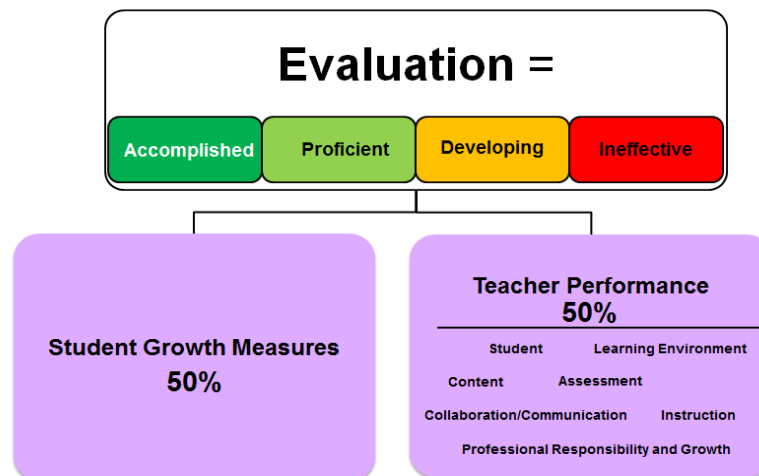 Evaluation =
Accomplished Proficient Developing Ineffective
Student Growth Measures
50%
Teacher Performance
50%
Student Learning Environment
Content Assessment
Collaboration/Communication Instruction
Professional Responsibility and Growth